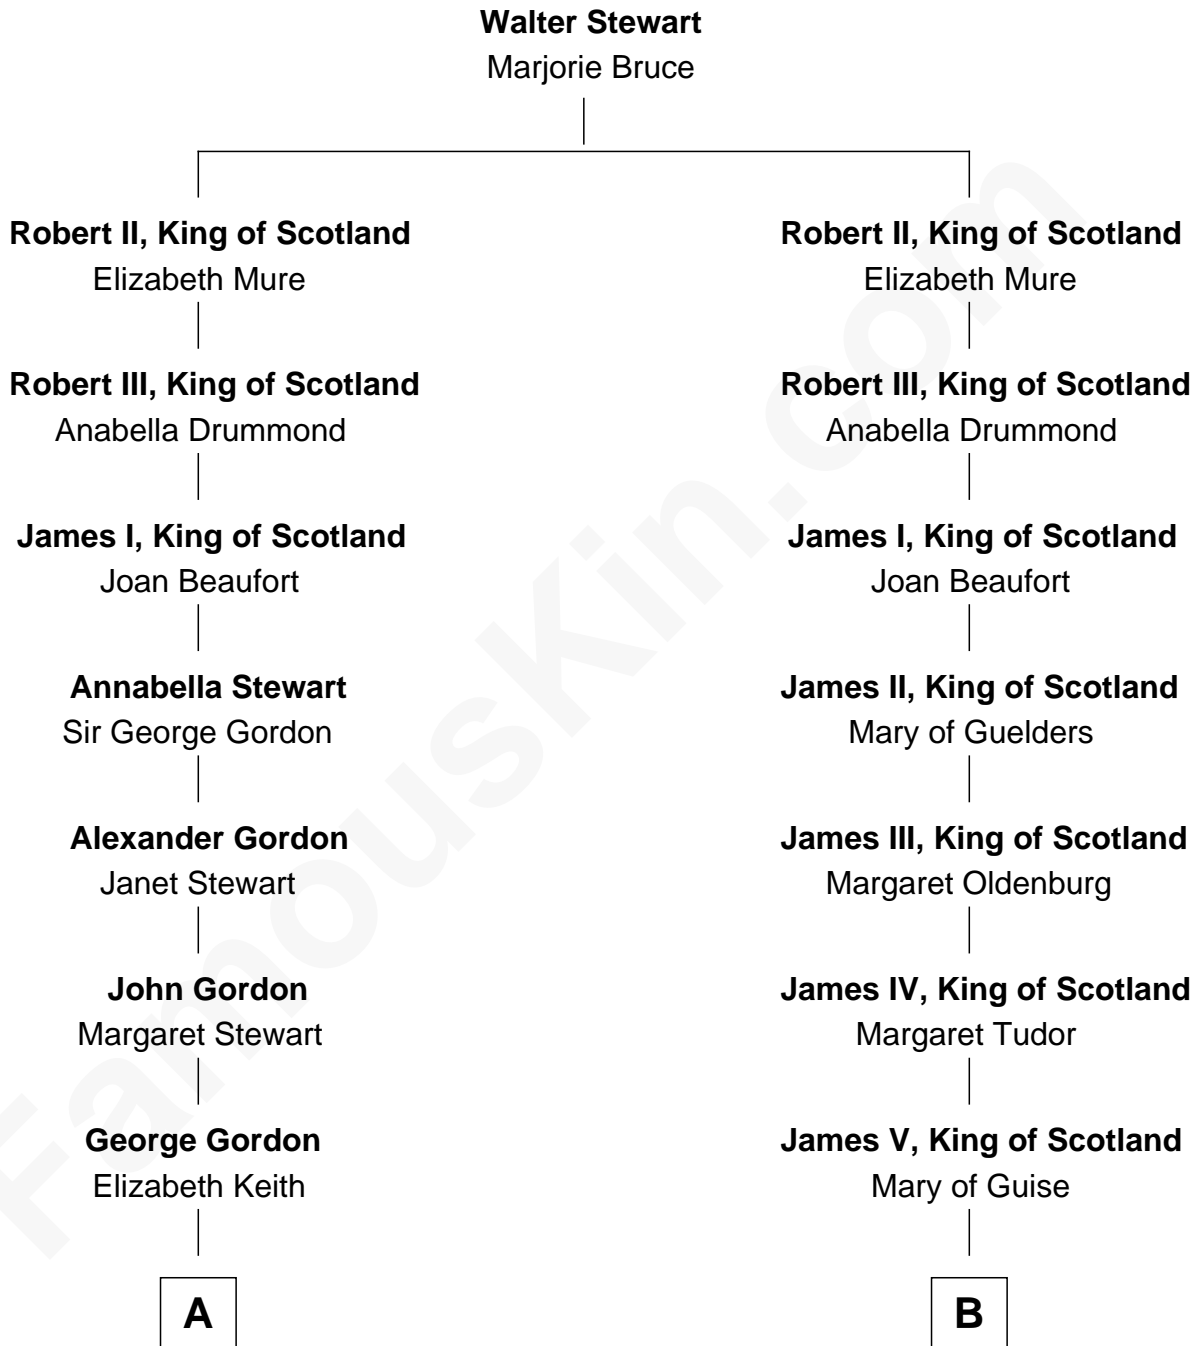 Walter Stewart
Marjorie Bruce
Robert II, King of Scotland
Elizabeth Mure
Robert III, King of Scotland
Anabella Drummond
James I, King of Scotland
Joan Beaufort
Annabella Stewart
Sir George Gordon
Alexander Gordon
Janet Stewart
John Gordon
Margaret Stewart
George Gordon
Elizabeth Keith
A
Robert II, King of Scotland
Elizabeth Mure
Robert III, King of Scotland
Anabella Drummond
James I, King of Scotland
Joan Beaufort
James II, King of Scotland
Mary of Guelders
James III, King of Scotland
Margaret Oldenburg
James IV, King of Scotland
Margaret Tudor
James V, King of Scotland
Mary of Guise
B
FamousKin.com